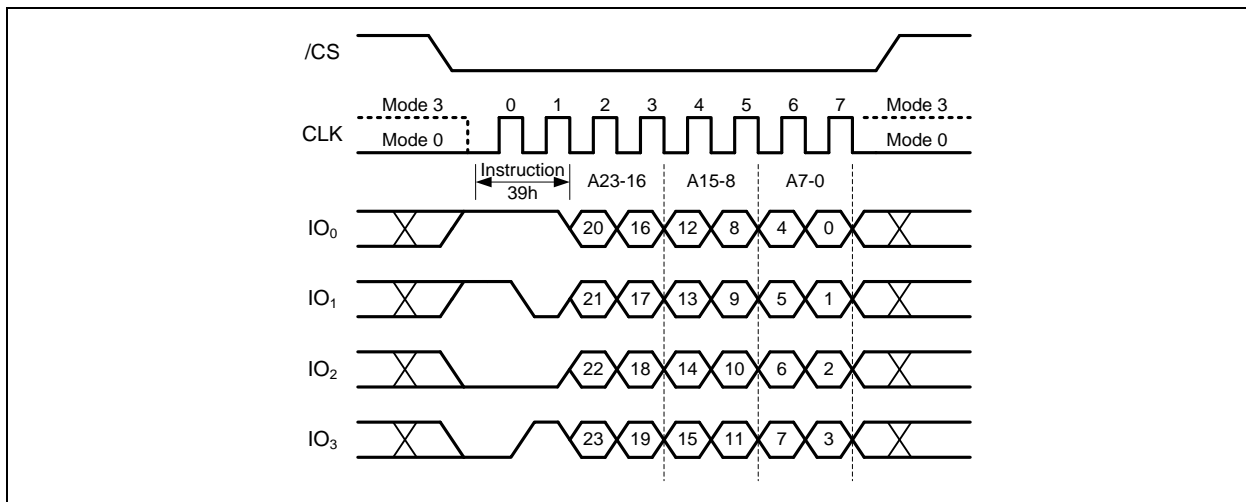 /CS
Mode 3 0 1 2 3 4 5 6 7 Mode 3
CLK
Mode 0 Mode 0
Instruction
39h
A23-16 A15-8 A7-0
IO₀ 20 16 12 8 4 0
IO₁ 21 17 13 9 5 1
IO₂ 22 18 14 10 6 2
IO₃ 23 19 15 11 7 3